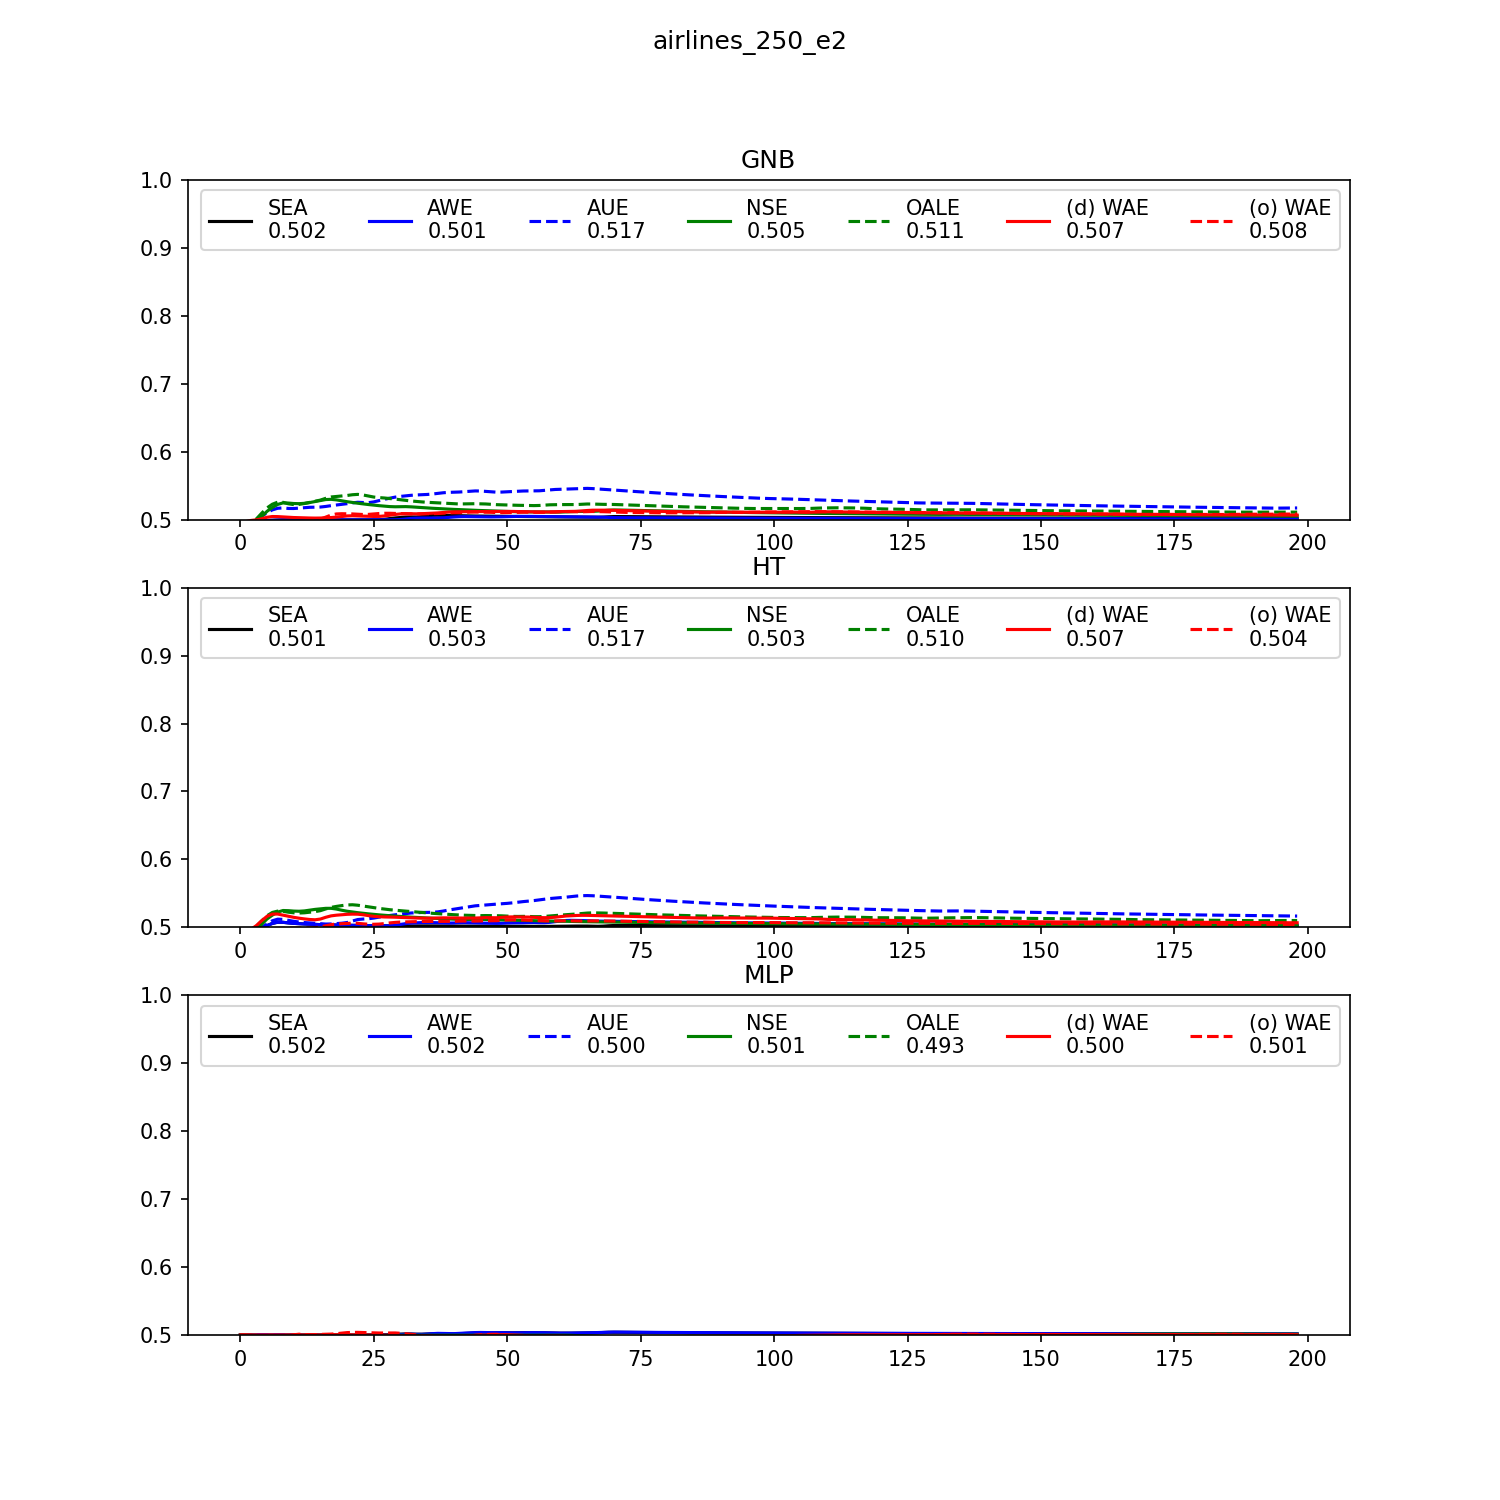 airlines_250_e2
GNB
1.0
0.9
0.8
0.7
0.6
0.5
SEA AWE AUE NSE OALE (d) WAE (o) WAE
0.502 0.501 0.517 0.505 0.511 0.507 0.508
0 25 50 75 100 125 150 175 200
HT
1.0
0.9
0.8
0.7
0.6
0.5
SEA AWE AUE NSE OALE (d) WAE (o) WAE
0.501 0.503 0.517 0.503 0.510 0.507 0.504
0 25 50 75 100 125 150 175 200
MLP
1.0
0.9
0.8
0.7
0.6
0.5
SEA AWE AUE NSE OALE (d) WAE (o) WAE
0.502 0.502 0.500 0.501 0.493 0.500 0.501
0 25 50 75 100 125 150 175 200